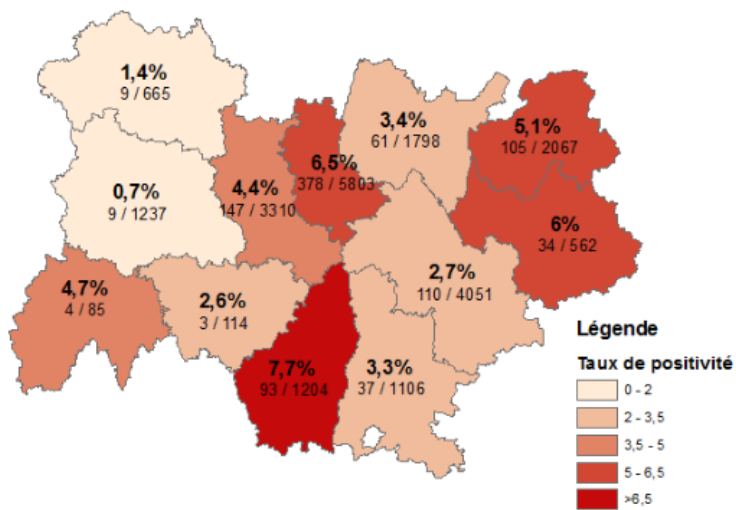 1,4%
9 / 665
3,4%
61 / 1798
5,1%
105 / 2067
6,5%
378 / 5803
0,7%
9 / 1237
4,4%
147 / 3310
6%
34 / 562
4,7%
4 / 85
2,6%
3 / 114
2,7%
110 / 4051
7,7%
93 / 1204
3,3%
37 / 1106
Légende
Taux de positivité
0 - 2
2 - 3,5
3,5 - 5
5 - 6,5
>6,5